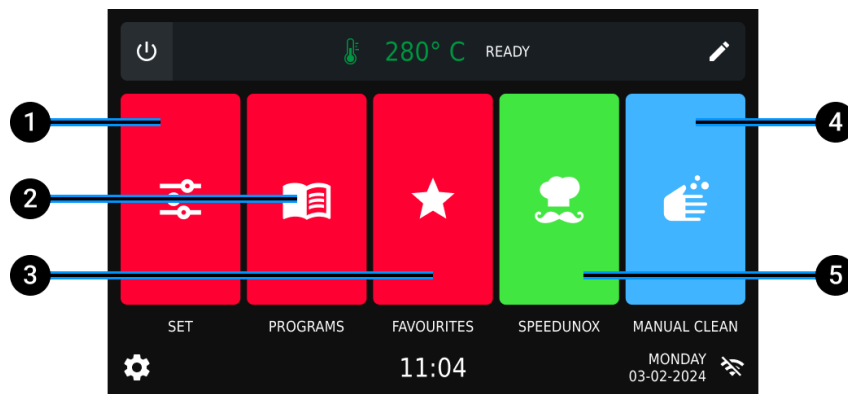 280° C READY
1
4
2
3
5
SET PROGRAMS FAVOURITES SPEEDUNOX MANUAL CLEAN
11:04
MONDAY
03-02-2024